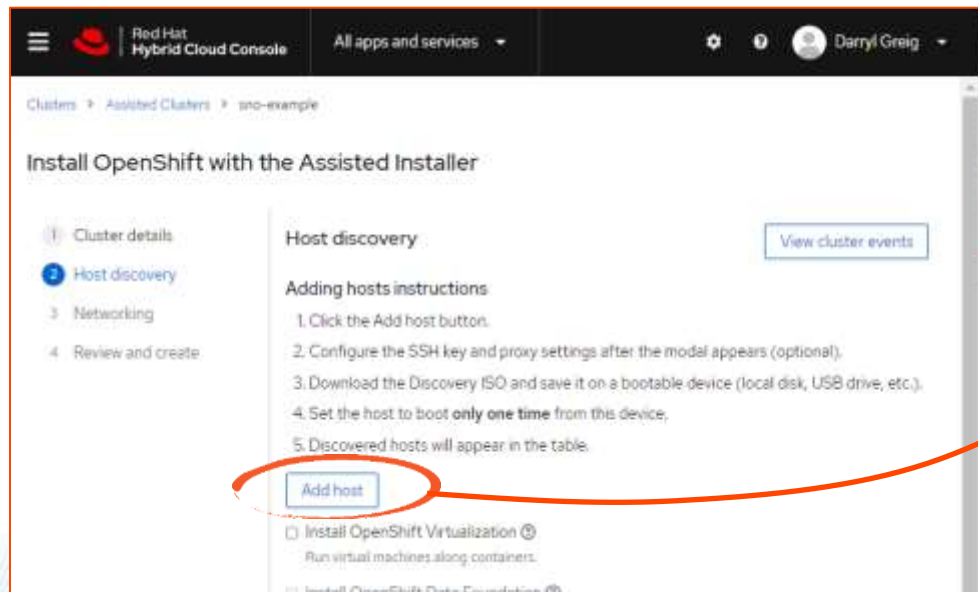 Red Hat
Hybrid Cloud Console
All apps and services
Darryl Greig
Clusters > Assisted Clusters > sno-example
Install OpenShift with the Assisted Installer
1 Cluster details
2 Host discovery
3 Networking
4 Review and create
Host discovery
View cluster events
Adding hosts instructions
1. Click the Add host button.
2. Configure the SSH key and proxy settings after the modal appears (optional).
3. Download the Discovery ISO and save it on a bootable device (local disk, USB drive, etc.).
4. Set the host to boot only one time from this device.
5. Discovered hosts will appear in the table.
Add host
Install OpenShift Virtualization
Run virtual machines along containers.
Install OpenShift Data Foundation